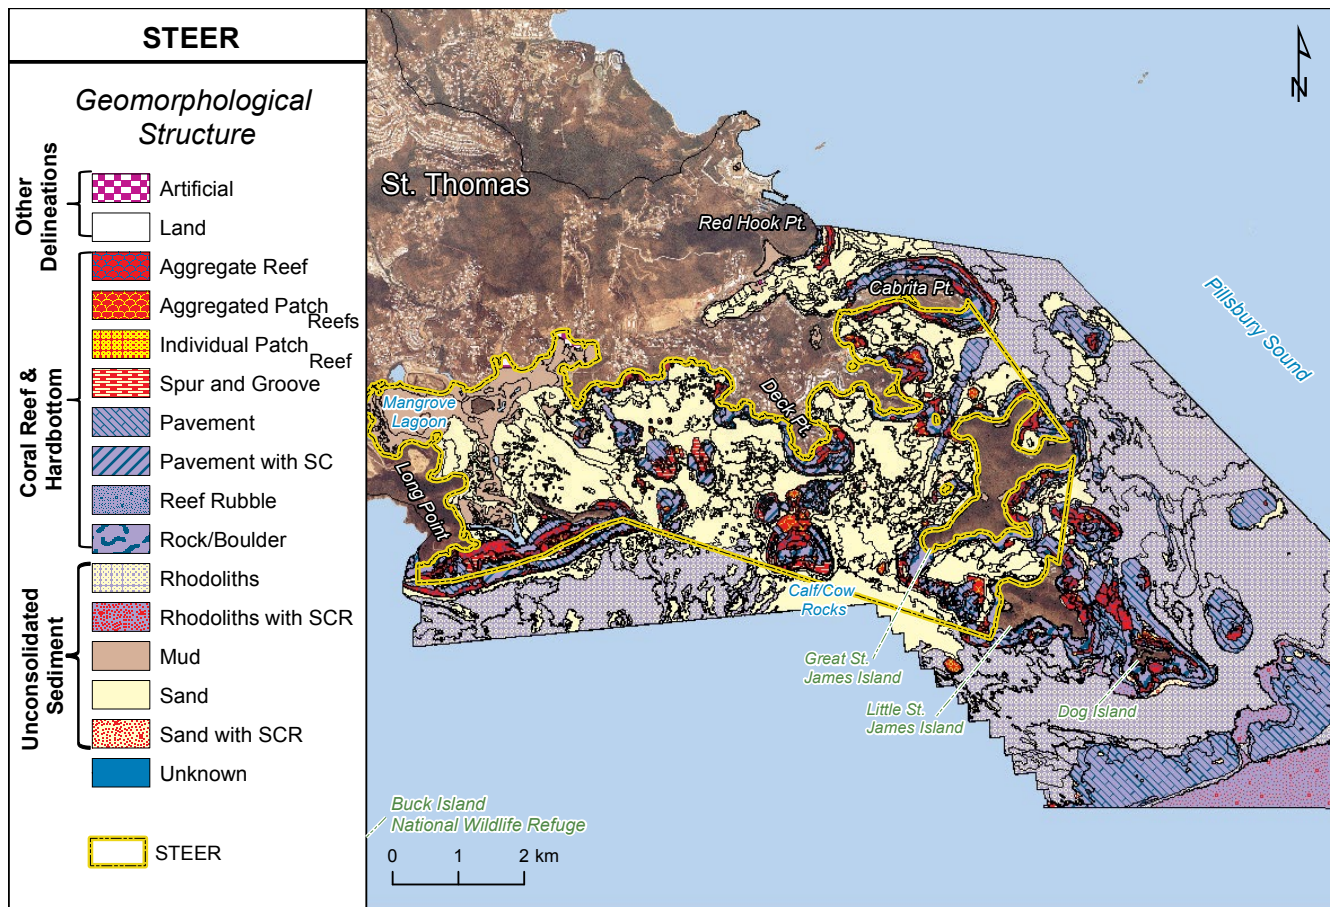 STEER
Geomorphological
Structure
Other
Delineations
Artificial
Land
Coral Reef &
Hardbottom
Aggregate Reef
Aggregated Patch
Reefs
Individual Patch
Reef
Spur and Groove
Pavement
Pavement with SC
Reef Rubble
Rock/Boulder
Unconsolidated
Sediment
Rhodoliths
Rhodoliths with SCR
Mud
Sand
Sand with SCR
Unknown
STEER
N
St. Thomas
Red Hook Pt.
Cabrita Pt.
Pillsbury Sound
Mangrove
Lagoon
Deck Pt.
Long Point
Calf/Cow
Rocks
Great St.
James Island
Little St.
James Island
Dog Island
Buck Island
National Wildlife Refuge
0 1 2 km